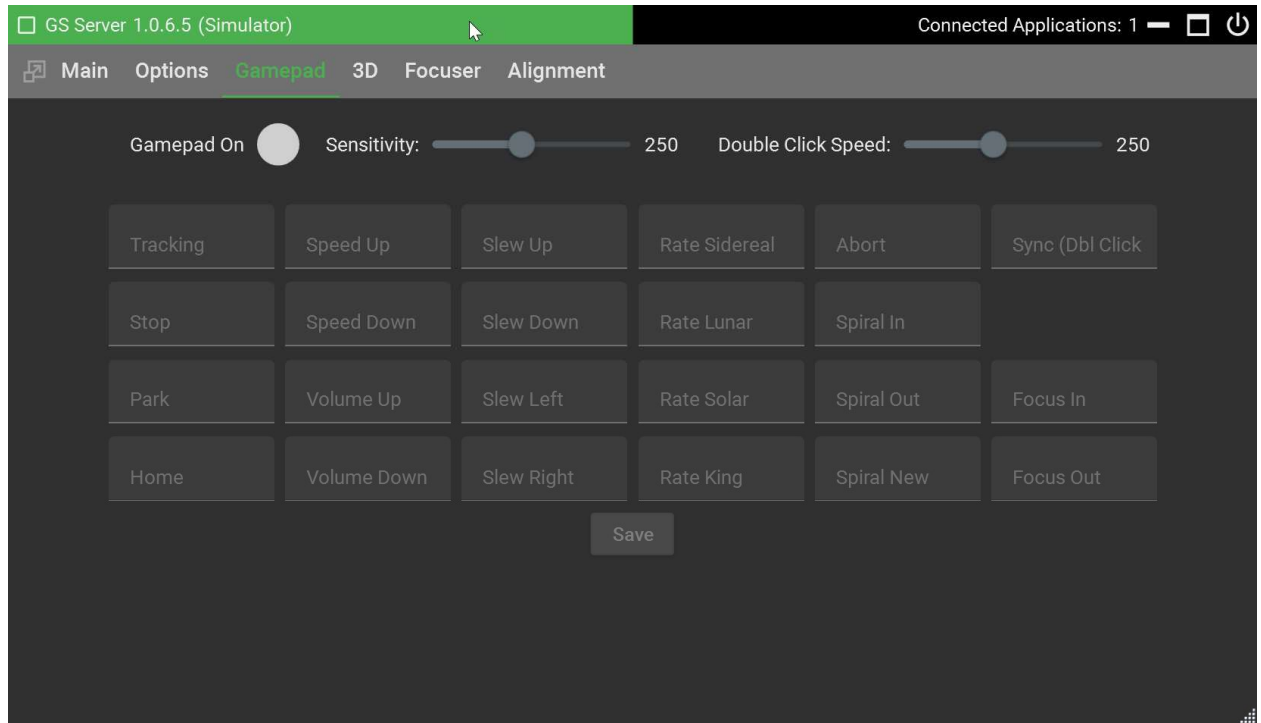 GS Server 1.0.6.5 (Simulator) Connected Applications: 1
Main Options Gamepad 3D Focuser Alignment
Gamepad On Sensitivity: 250 Double Click Speed: 250
Tracking Speed Up Slew Up Rate Sidereal Abort Sync (Dbl Click
Stop Speed Down Slew Down Rate Lunar Spiral In
Park Volume Up Slew Left Rate Solar Spiral Out Focus In
Home Volume Down Slew Right Rate King Spiral New Focus Out
Save